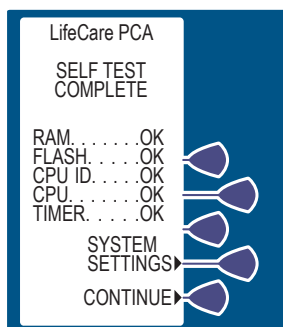 LifeCare PCA
SELF TEST
COMPLETE
RAM. . . . . . .OK
FLASH. . . . . OK
CPU ID. . . . .OK
CPU. . . . . . .OK
TIMER. . . . .OK
SYSTEM
SETTINGS
CONTINUE